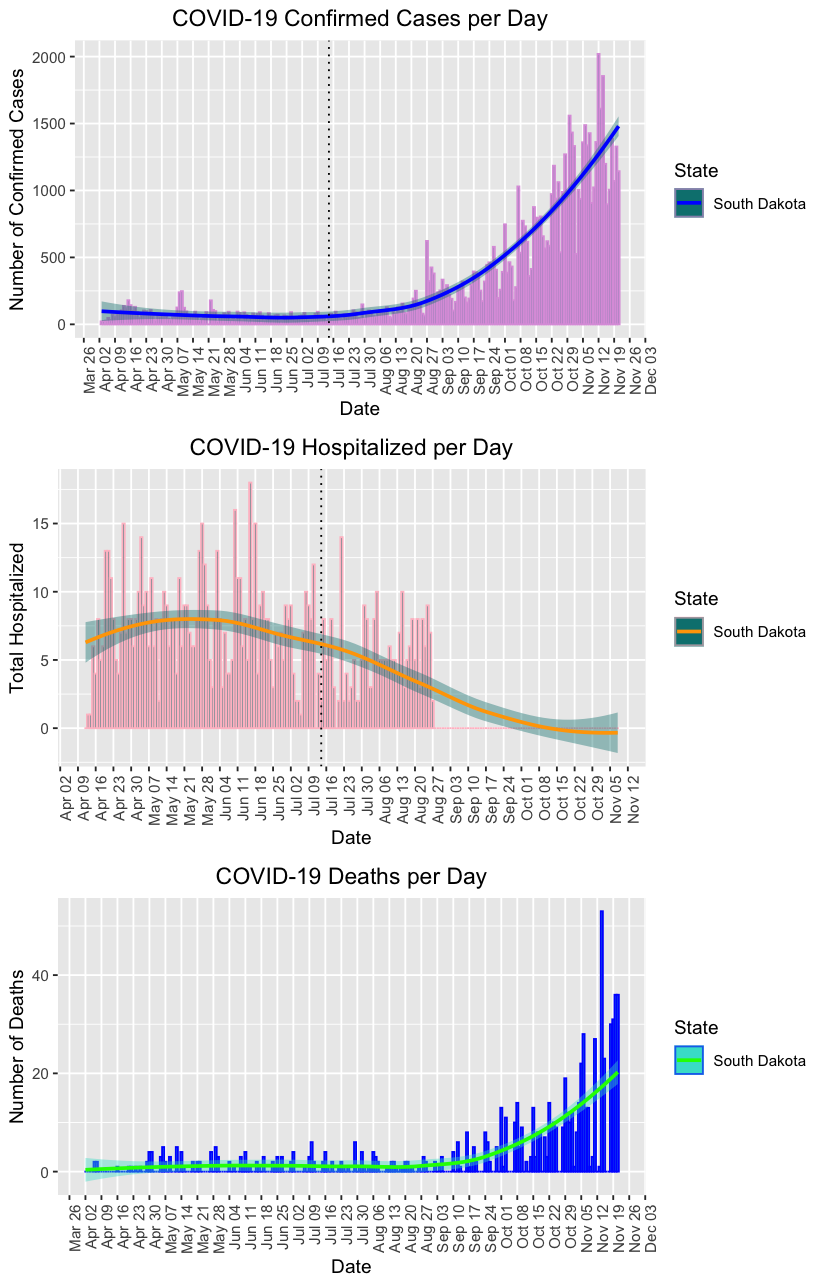 COVID-19 Confirmed Cases per Day
Number of Confirmed Cases
2000
1500
1000
500
0
Mar 26
Apr 02
Apr 09
Apr 16
Apr 23
Apr 30
May 07
May 14
May 21
May 28
Jun 04
Jun 11
Jun 18
Jun 25
Jul 02
Jul 09
Jul 16
Jul 23
Jul 30
Aug 06
Aug 13
Aug 20
Aug 27
Sep 03
Sep 10
Sep 17
Sep 24
Oct 01
Oct 08
Oct 15
Oct 22
Oct 29
Nov 05
Nov 12
Nov 19
Nov 26
Dec 03
Date
State
South Dakota
COVID-19 Hospitalized per Day
Total Hospitalized
15
10
5
0
Apr 02
Apr 09
Apr 16
Apr 23
Apr 30
May 07
May 14
May 21
May 28
Jun 04
Jun 11
Jun 18
Jun 25
Jul 02
Jul 09
Jul 16
Jul 23
Jul 30
Aug 06
Aug 13
Aug 20
Aug 27
Sep 03
Sep 10
Sep 17
Sep 24
Oct 01
Oct 08
Oct 15
Oct 22
Oct 29
Nov 05
Nov 12
Date
State
South Dakota
COVID-19 Deaths per Day
Number of Deaths
40
20
0
Mar 26
Apr 02
Apr 09
Apr 16
Apr 23
Apr 30
May 07
May 14
May 21
May 28
Jun 04
Jun 11
Jun 18
Jun 25
Jul 02
Jul 09
Jul 16
Jul 23
Jul 30
Aug 06
Aug 13
Aug 20
Aug 27
Sep 03
Sep 10
Sep 17
Sep 24
Oct 01
Oct 08
Oct 15
Oct 22
Oct 29
Nov 05
Nov 12
Nov 19
Nov 26
Dec 03
Date
State
South Dakota